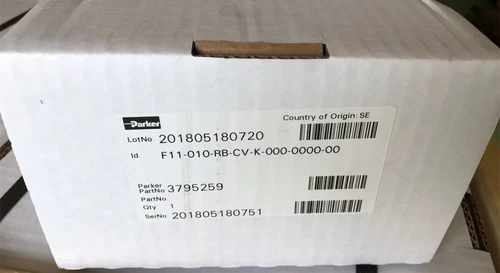 Parker
Country of Origin: SE
LotNo 201805180720
Id F11-010-RB-CV-K-000-0000-00
Parker
PartNo 3795259
PartNo
Qty 1
SerNo 201805180751